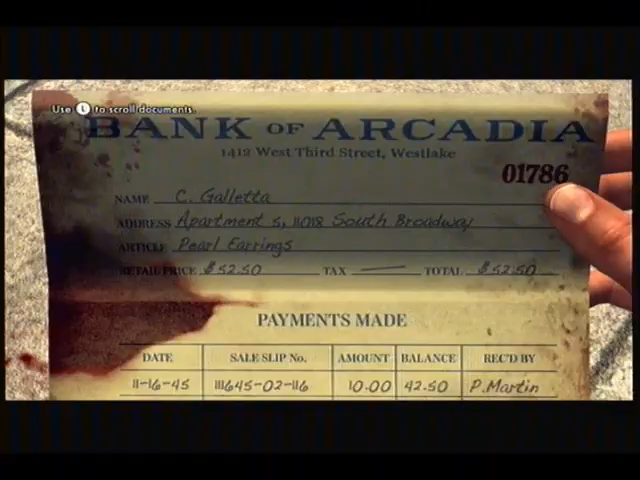 Use L to scroll documents.
BANK OF ARCADIA
1412 West Third Street, Westlake
01786
NAME C. Galletta
ADDRESS Apartment 5, 11018 South Broadway
ARTICLE Pearl Earrings
RETAIL PRICE $52.50 TAX — TOTAL $52.50
PAYMENTS MADE
DATE SALE SLIP No. AMOUNT BALANCE REC'D BY
11-16-45 111645-02-116 10.00 42.50 P.Martin